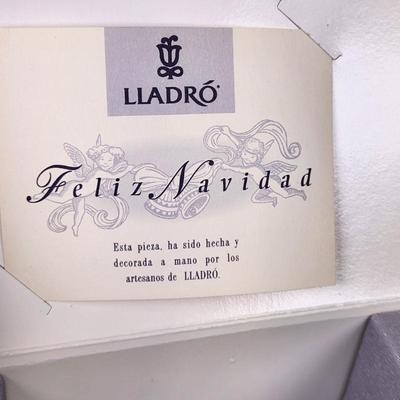 LLADRÓ
Feliz Navidad
Esta pieza, ha sido hecha y
decorada a mano por los
artesanos de LLADRÓ.